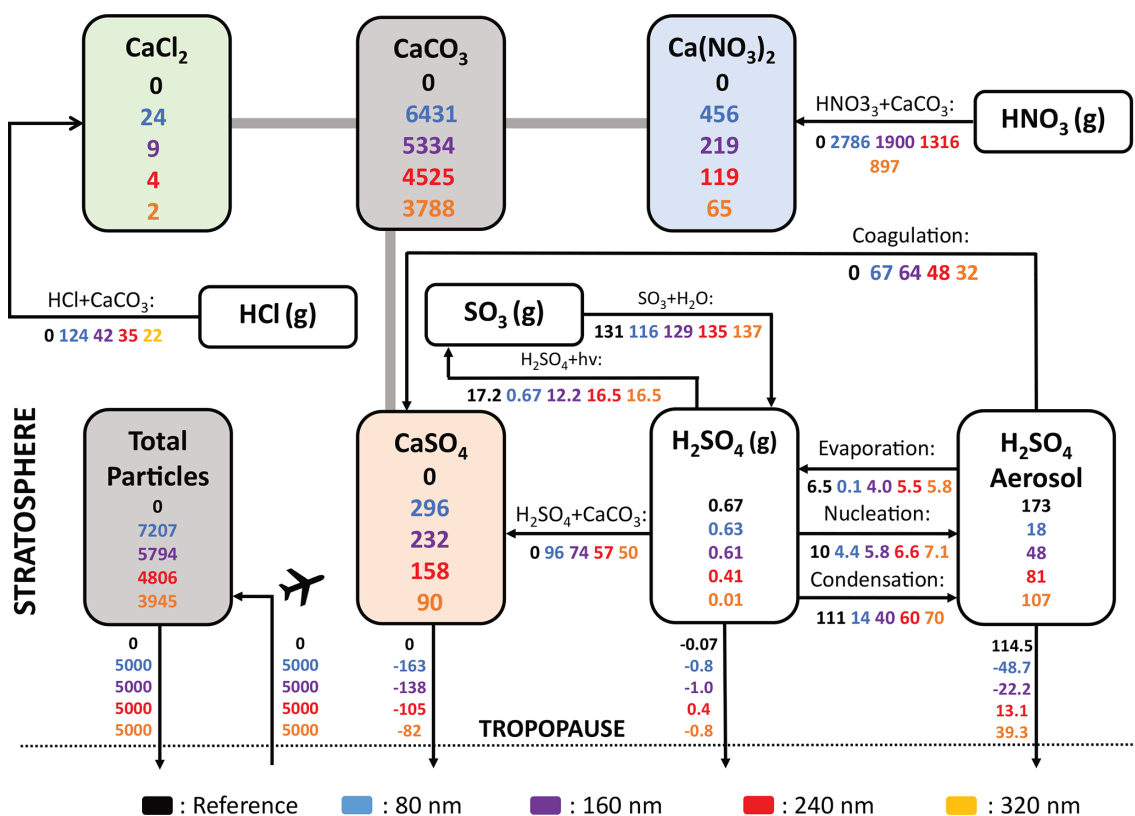 CaCl2
0
24
9
4
2
CaCO3
0
6431
5334
4525
3788
Ca(NO3)2
0
456
219
119
65
HNO33+CaCO3:
0 2786 1900 1316
897
HNO3 (g)
Coagulation:
0 67 64 48 32
HCl+CaCO3:
0 124 42 35 22
HCl (g)
SO3 (g)
SO3+H2O:
131 116 129 135 137
H2SO4+hv:
17.2 0.67 12.2 16.5 16.5
STRATOSPHERE
Total
Particles
0
7207
5794
4806
3945
CaSO4
0
296
232
158
90
H2SO4+CaCO3:
0 96 74 57 50
H2SO4 (g)
0.67
0.63
0.61
0.41
0.01
Evaporation:
6.5 0.1 4.0 5.5 5.8
Nucleation:
10 4.4 5.8 6.6 7.1
Condensation:
111 14 40 60 70
H2SO4
Aerosol
173
18
48
81
107
0
5000
5000
5000
5000
0
5000
5000
5000
5000
0
-163
-138
-105
-82
-0.07
-0.8
-1.0
0.4
-0.8
114.5
-48.7
-22.2
13.1
39.3
TROPOPAUSE
: Reference
: 80 nm
: 160 nm
: 240 nm
: 320 nm